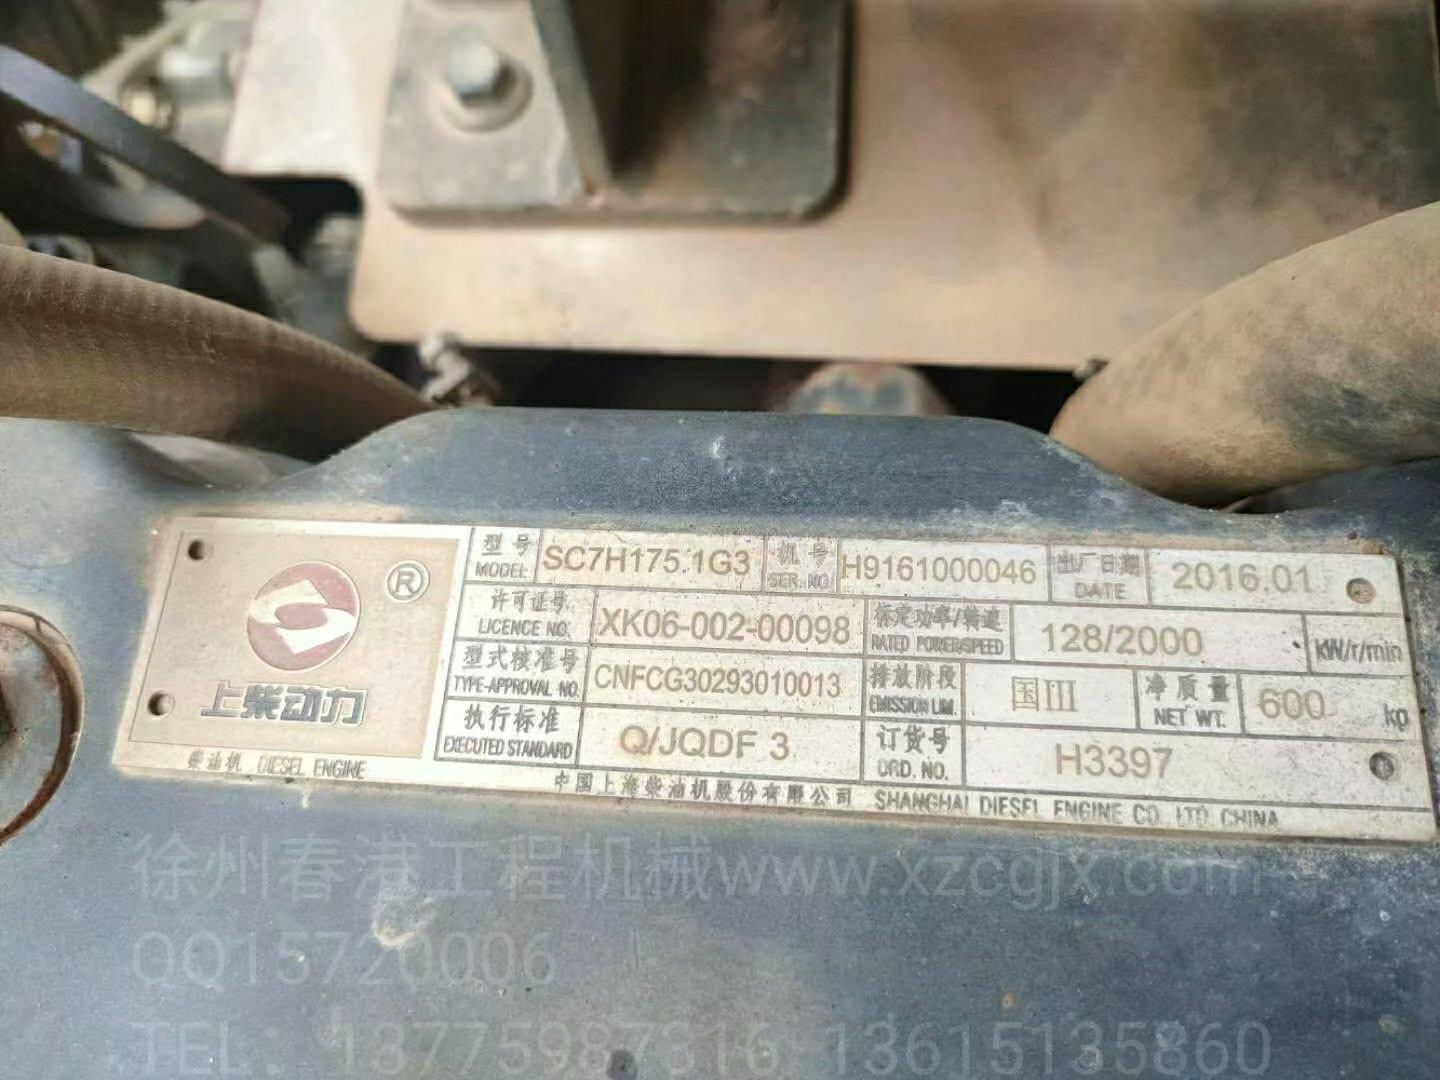 型号 MODEL SC7H175.1G3 机号 SER. NO. H9161000046 出厂日期 DATE 2016.01
许可证号 LICENCE NO. XK06-002-00098 标定功率/转速 RATED POWER/SPEED 128/2000 kW/r/min
型式核准号 TYPE-APPROVAL NO. CNFCG30293010013 排放阶段 EMISSION LIM. 国III 净质量 NET WT. 600 kg
执行标准 EXECUTED STANDARD Q/JQDF 3 订货号 ORD. NO. H3397
®
上柴动力
柴油机 DIESEL ENGINE
中国上海柴油机股份有限公司 SHANGHAI DIESEL ENGINE CO. LTD. CHINA
徐州春港工程机械www.xzcgjx.com
QQ15720006
TEL: 13775987316 13615135860